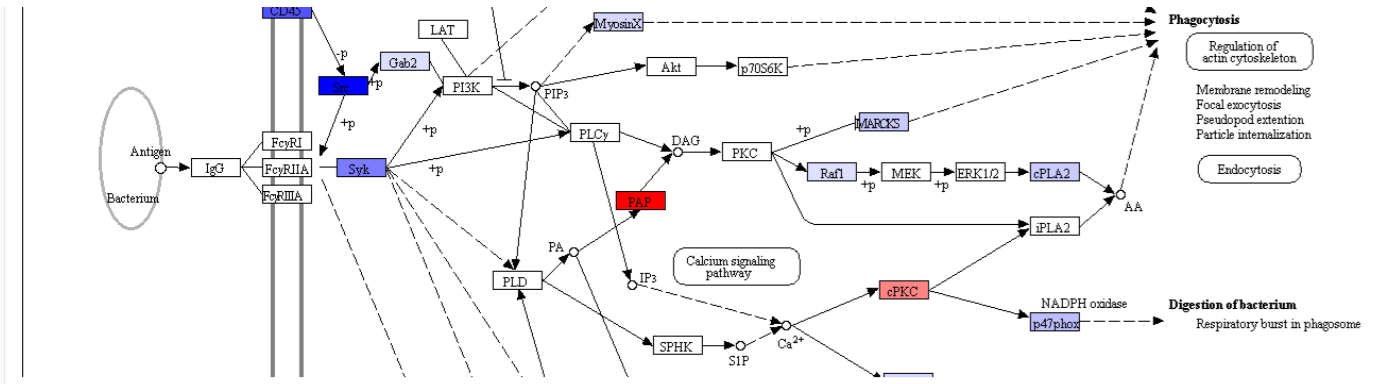 CD45
LAT
MyosinX
Phagocytosis
-p
Gab2
+p
Src
PI3K
PIP3
Akt
p70S6K
Regulation of
actin cytoskeleton
Membrane remodeling
Focal exocytosis
Pseudopod extention
Particle internalization
+p
+p
PLCγ
DAG
+p
MARCKS
PKC
Antigen
IgG
FcγRI
FcγRIIA
FcγRIIIA
Syk
+p
Raf1
+p
MEK
+p
ERK1/2
cPLA2
Endocytosis
Bacterium
PAP
AA
iPLA2
PA
Calcium signaling
pathway
PLD
IP3
cPKC
NADPH oxidase
p47phox
Digestion of bacterium
Respiratory burst in phagosome
SPHK
S1P
Ca2+